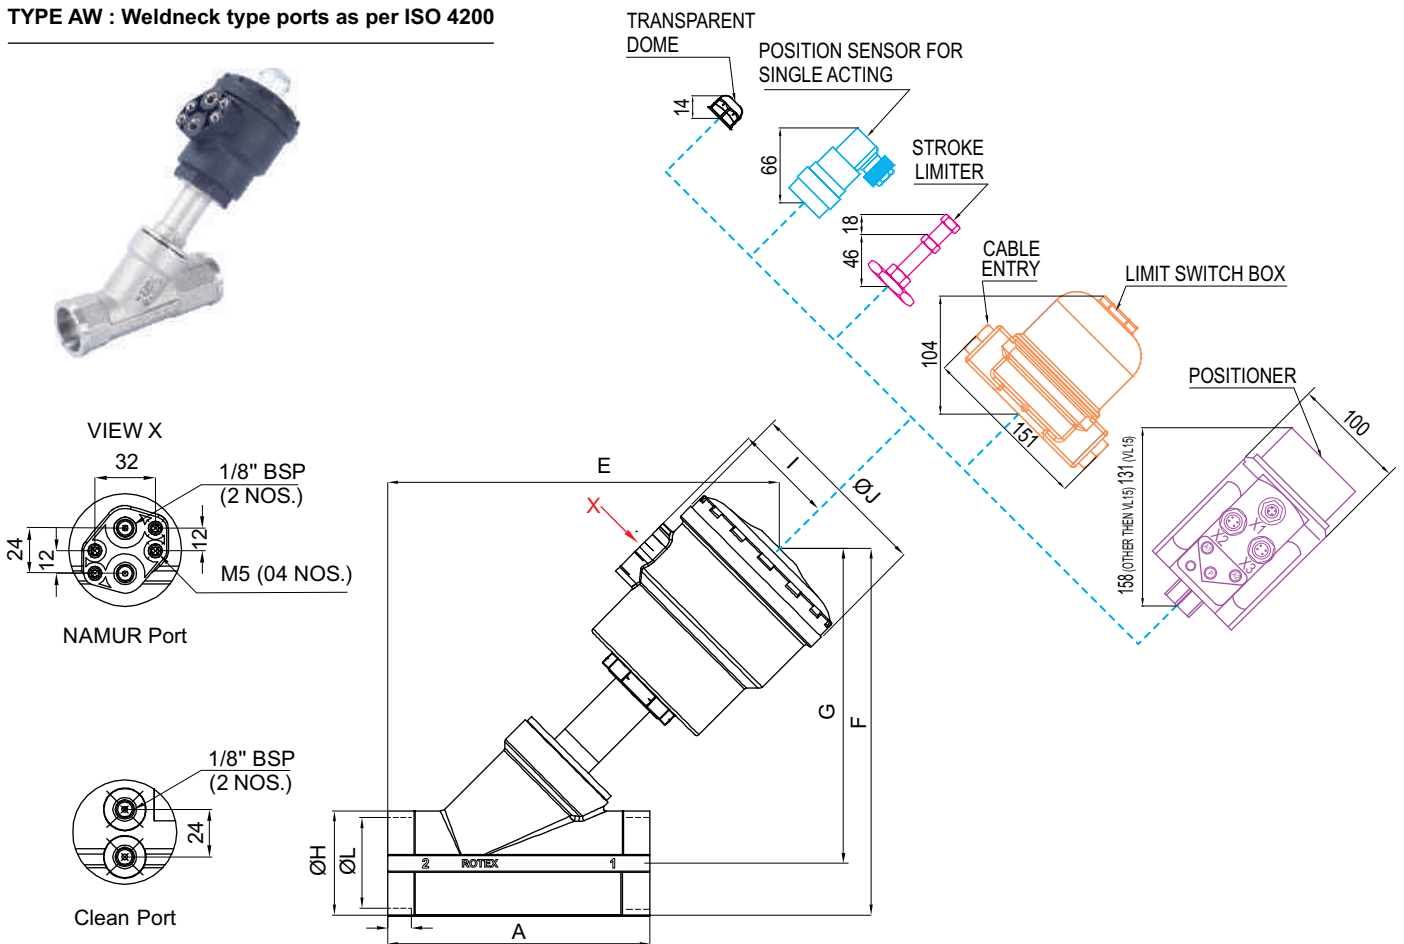 TYPE AW : Weldneck type ports as per ISO 4200
TRANSPARENT
DOME
POSITION SENSOR FOR
SINGLE ACTING
14
66
STROKE
LIMITER
18
46
CABLE
ENTRY
LIMIT SWITCH BOX
104
151
POSITIONER
100
158 (OTHER THEN VL15) 131 (VL15)
X1
X2
X3
VIEW X
32
1/8" BSP
(2 NOS.)
24
12
12
M5 (04 NOS.)
NAMUR Port
1/8" BSP
(2 NOS.)
24
Clean Port
E
I
ØJ
X
G
F
ØH
ØL
2 ROTEX 1
A